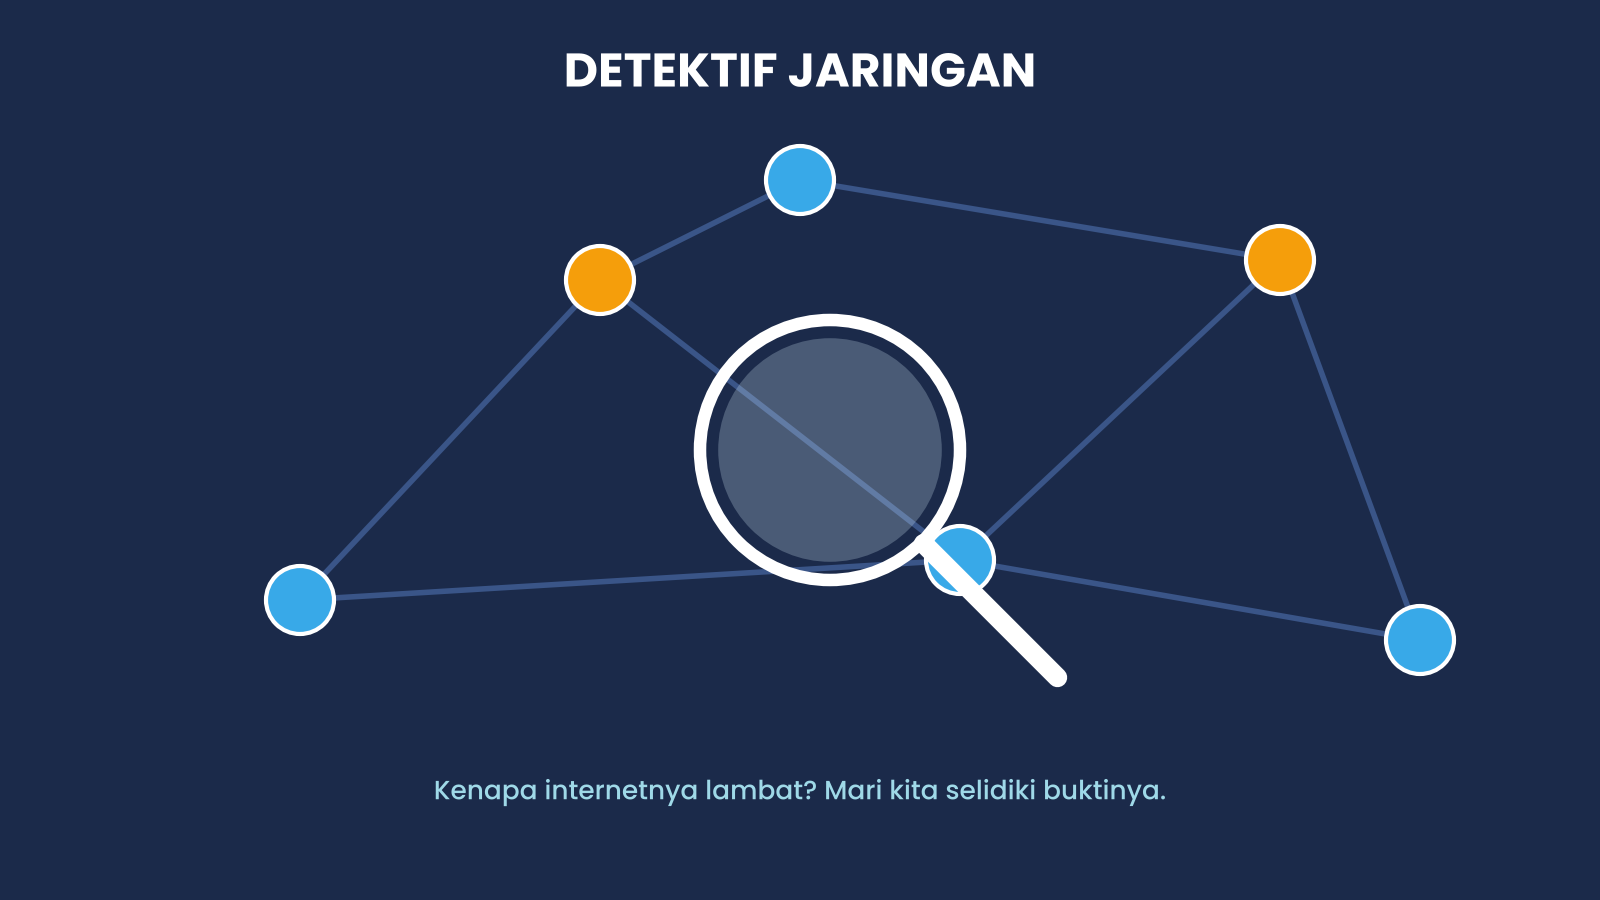 DETEKTIF JARINGAN
Kenapa internetnya lambat? Mari kita selidiki buktinya.